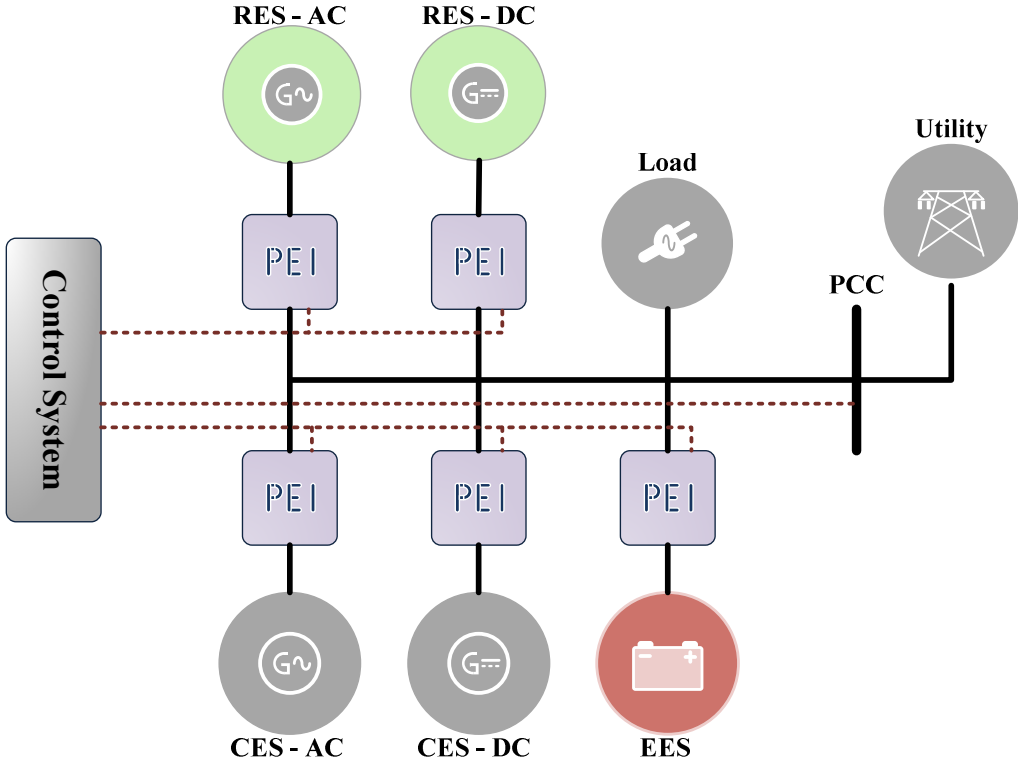 RES - AC
RES - DC
Utility
Load
G
G
PEI
PEI
PCC
Control System
PEI
PEI
PEI
G
G
CES - AC
CES - DC
EES